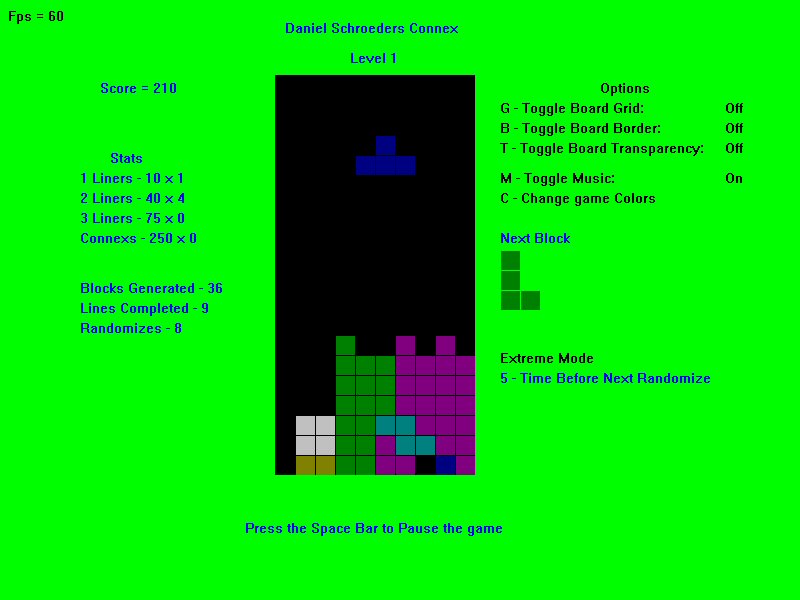 Fps = 60
Daniel Schroeders Connex
Level 1
Score = 210
Stats
1 Liners - 10 x 1
2 Liners - 40 x 4
3 Liners - 75 x 0
Connexs - 250 x 0
Blocks Generated - 36
Lines Completed - 9
Randomizes - 8
Options
G - Toggle Board Grid: Off
B - Toggle Board Border: Off
T - Toggle Board Transparency: Off
M - Toggle Music: On
C - Change game Colors
Next Block
Extreme Mode
5 - Time Before Next Randomize
Press the Space Bar to Pause the game